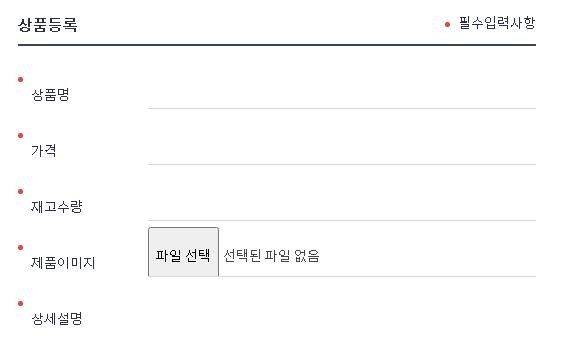 상품등록
필수입력사항
상품명
가격
재고수량
제품이미지 파일 선택 선택된 파일 없음
상세설명